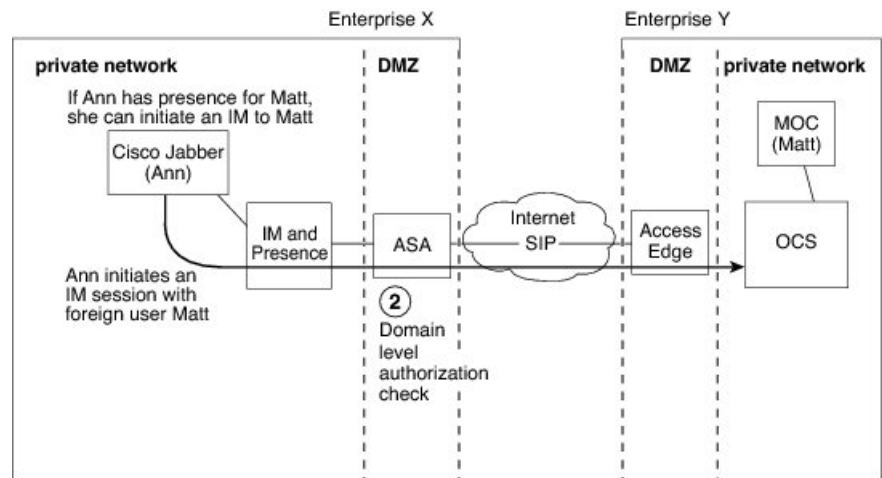 Enterprise X
Enterprise Y
private network
DMZ
DMZ
private network
If Ann has presence for Matt,
she can initiate an IM to Matt
Cisco Jabber
(Ann)
MOC
(Matt)
IM and
Presence
ASA
Internet
SIP
Access
Edge
OCS
Ann initiates an
IM session with
foreign user Matt
2
Domain
level
authorization
check